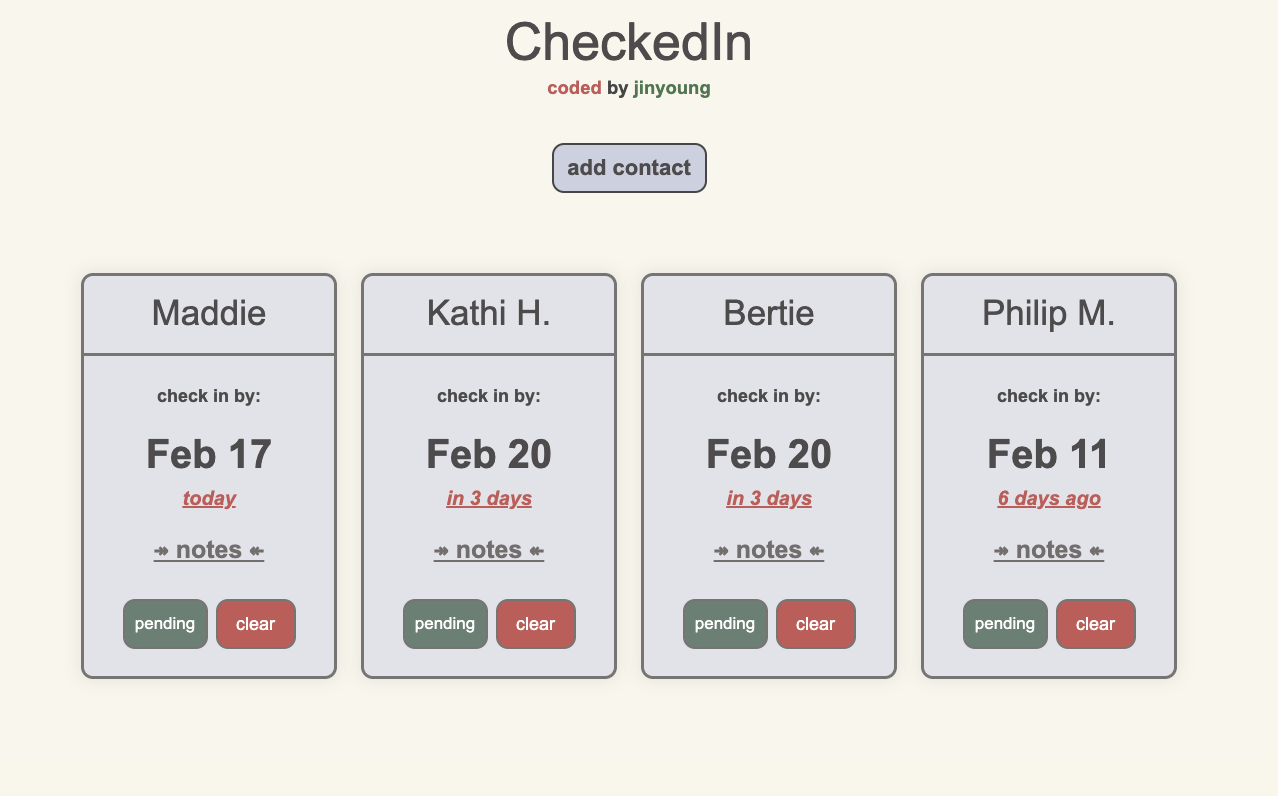 CheckedIn
coded by jinyoung
add contact
Maddie
check in by:
Feb 17
today
↠ notes ↞
pending
clear
Kathi H.
check in by:
Feb 20
in 3 days
↠ notes ↞
pending
clear
Bertie
check in by:
Feb 20
in 3 days
↠ notes ↞
pending
clear
Philip M.
check in by:
Feb 11
6 days ago
↠ notes ↞
pending
clear